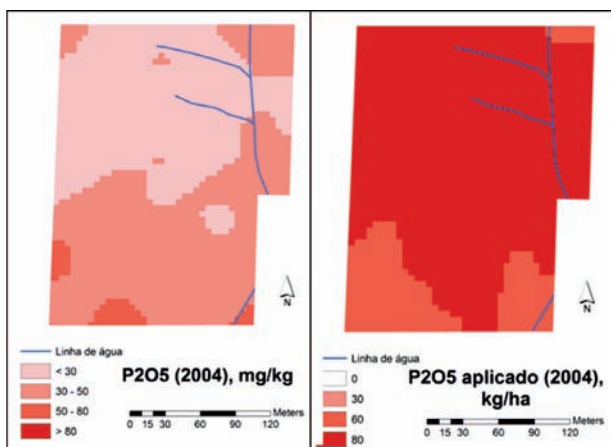 N
Linha de água
< 30
30 - 50
50 - 80
> 80
P2O5 (2004), mg/kg
0 15 30 60 90 120
Meters
N
Linha de água
0
30
60
80
P2O5 aplicado (2004),
kg/ha
0 15 30 60 90 120
Meters